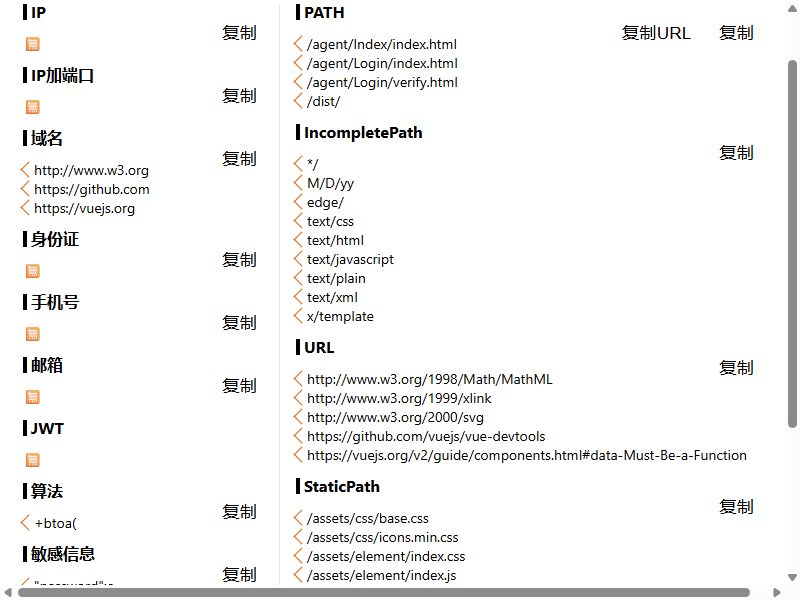 IP
复制
🈚
IP加端口
复制
🈚
域名
复制
http://www.w3.org
https://github.com
https://vuejs.org
身份证
复制
🈚
手机号
复制
🈚
邮箱
复制
🈚
JWT
🈚
算法
复制
+btoa(
敏感信息
复制
PATH
复制URL 复制
/agent/Index/index.html
/agent/Login/index.html
/agent/Login/verify.html
/dist/
IncompletePath
复制
*/
M/D/yy
edge/
text/css
text/html
text/javascript
text/plain
text/xml
x/template
URL
复制
http://www.w3.org/1998/Math/MathML
http://www.w3.org/1999/xlink
http://www.w3.org/2000/svg
https://github.com/vuejs/vue-devtools
https://vuejs.org/v2/guide/components.html#data-Must-Be-a-Function
StaticPath
复制
/assets/css/base.css
/assets/css/icons.min.css
/assets/element/index.css
/assets/element/index.js